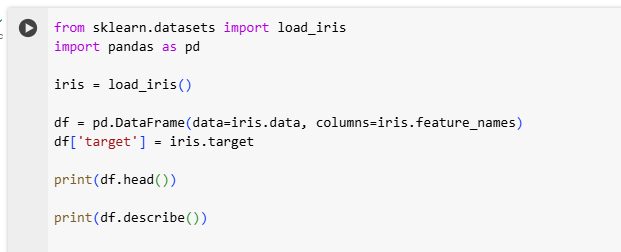 from sklearn.datasets import load_iris
import pandas as pd
iris = load_iris()
df = pd.DataFrame(data=iris.data, columns=iris.feature_names)
df['target'] = iris.target
print(df.head())
print(df.describe())